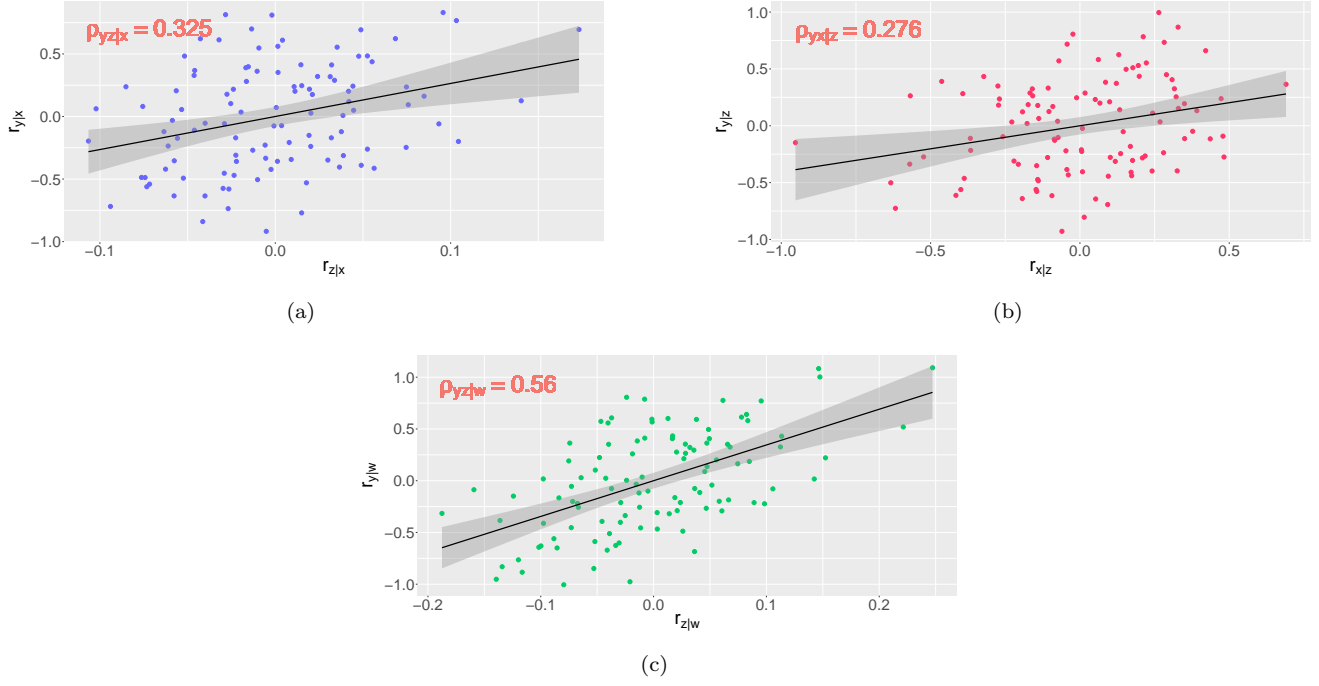 ρyz|x = 0.325
0.5
0.0
−0.5
−1.0
ry|x
−0.1 0.0 0.1
rz|x
(a)
ρyx|z = 0.276
1.0
0.5
0.0
−0.5
−1.0
ry|z
−1.0 −0.5 0.0 0.5
rx|z
(b)
ρyz|w = 0.56
1.0
0.5
0.0
−0.5
−1.0
ry|w
−0.2 −0.1 0.0 0.1 0.2
rz|w
(c)